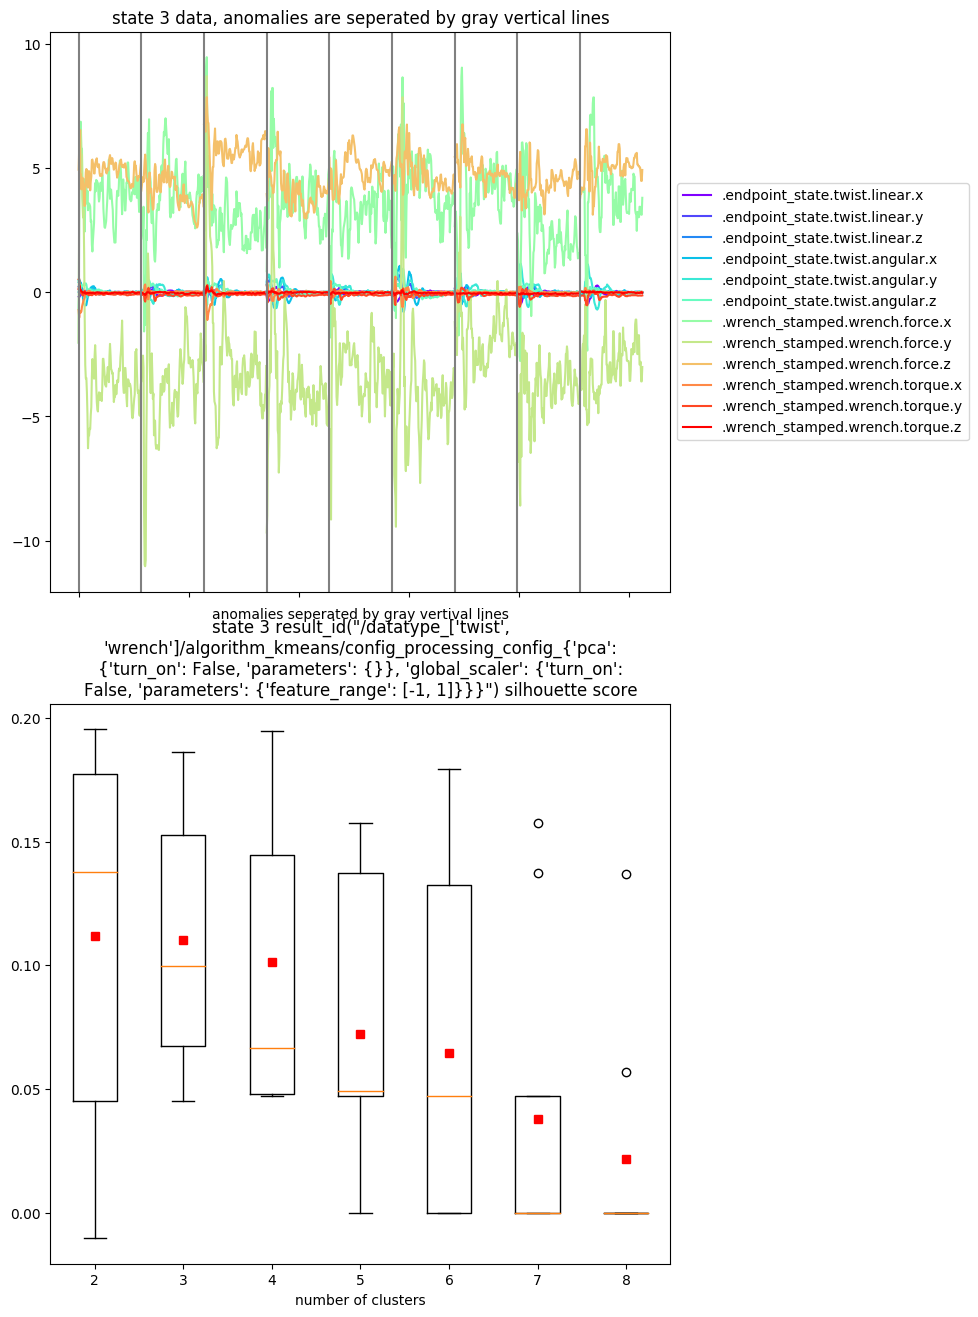 state 3 data, anomalies are seperated by gray vertical lines
10
5
0
−5
−10
.endpoint_state.twist.linear.x
.endpoint_state.twist.linear.y
.endpoint_state.twist.linear.z
.endpoint_state.twist.angular.x
.endpoint_state.twist.angular.y
.endpoint_state.twist.angular.z
.wrench_stamped.wrench.force.x
.wrench_stamped.wrench.force.y
.wrench_stamped.wrench.force.z
.wrench_stamped.wrench.torque.x
.wrench_stamped.wrench.torque.y
.wrench_stamped.wrench.torque.z
anomalies seperated by gray vertival lines
state 3 result_id("/datatype_['twist',
'wrench']/algorithm_kmeans/config_processing_config_{'pca':
{'turn_on': False, 'parameters': {}}, 'global_scaler': {'turn_on':
False, 'parameters': {'feature_range': [-1, 1]}}}") silhouette score
0.20
0.15
0.10
0.05
0.00
2 3 4 5 6 7 8
number of clusters